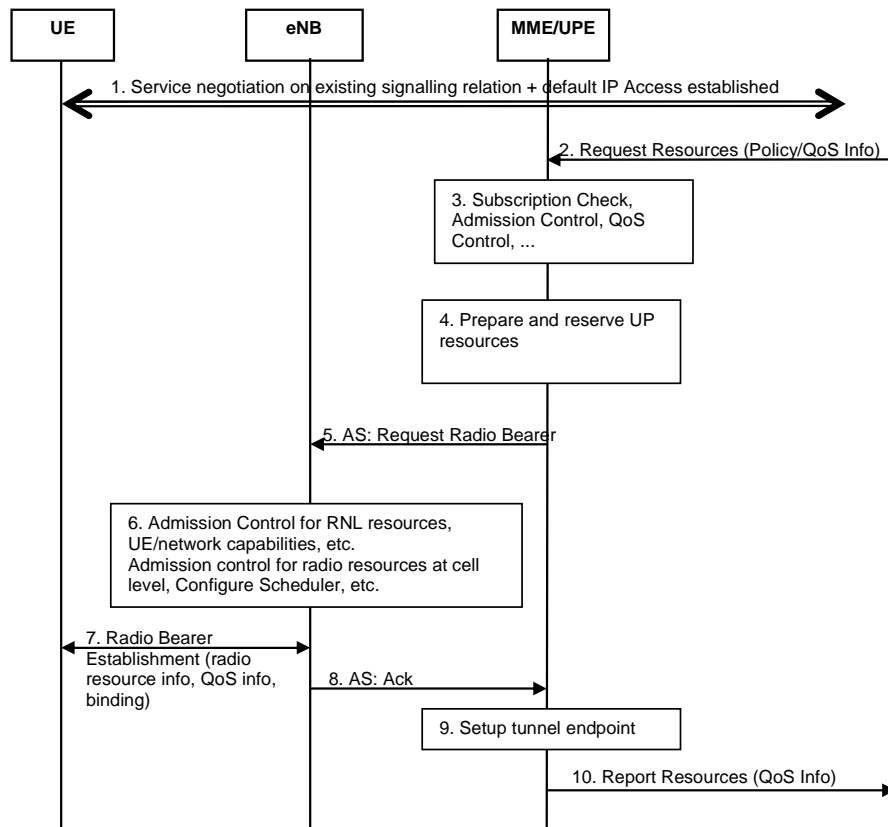 UE
eNB
MME/UPE
1. Service negotiation on existing signalling relation + default IP Access established
2. Request Resources (Policy/QoS Info)
3. Subscription Check,
Admission Control, QoS
Control, ...
4. Prepare and reserve UP
resources
5. AS: Request Radio Bearer
6. Admission Control for RNL resources,
UE/network capabilities, etc.
Admission control for radio resources at cell
level, Configure Scheduler, etc.
7. Radio Bearer
Establishment (radio
resource info, QoS info,
binding)
8. AS: Ack
9. Setup tunnel endpoint
10. Report Resources (QoS Info)